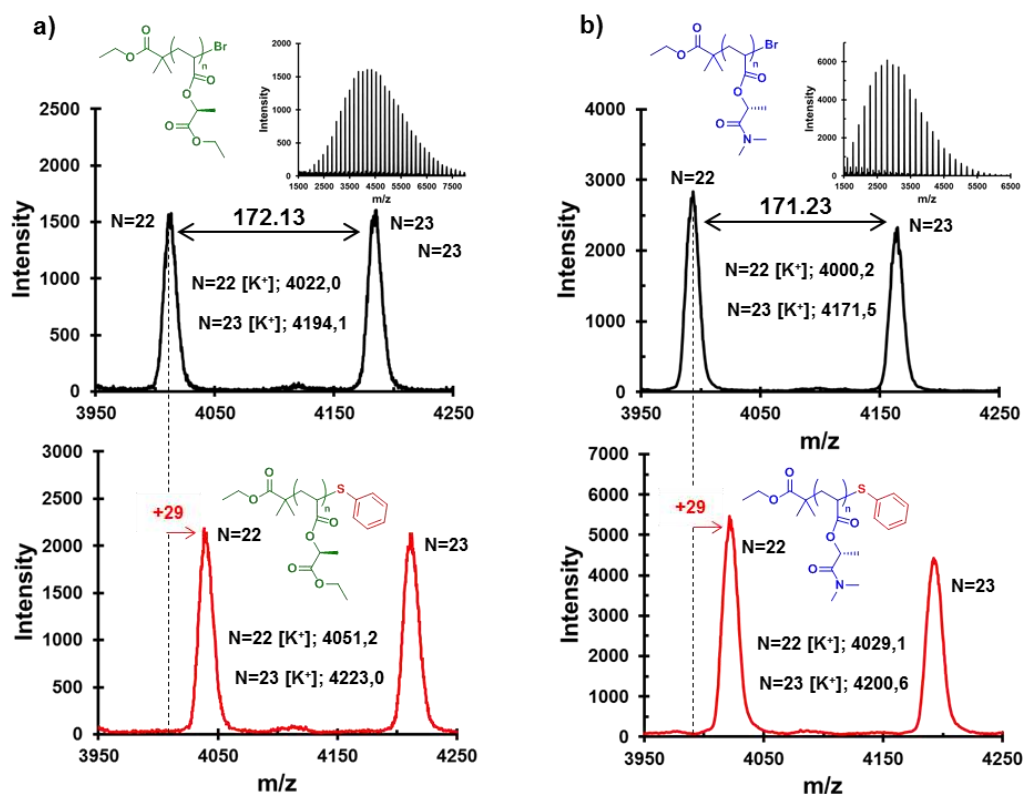 a)
O
O
Br
n
O
O
O
O
Intensity
2000
1500
1000
500
0
1500 3500 4500 5500 7500
m/z
2500
2000
1500
1000
500
0
Intensity
N=22
172.13
N=23
N=23
N=22 [K⁺]; 4022,0
N=23 [K⁺]; 4194,1
3950 4050 4150 4250
3000
2500
2000
1500
1000
500
0
Intensity
+29
N=22
O
O
S
n
O
O
O
O
N=23
N=22 [K⁺]; 4051,2
N=23 [K⁺]; 4223,0
3950 4050 4150 4250
m/z
b)
O
O
Br
n
O
O
O
N
Intensity
6000
4000
2000
0
1500 2500 3500 4500 5500 6500
m/z
4000
3000
2000
1000
0
Intensity
N=22
171.23
N=23
N=22 [K⁺]; 4000,2
N=23 [K⁺]; 4171,5
3950 4050 4150 4250
m/z
7000
6000
5000
4000
3000
2000
1000
0
Intensity
+29
N=22
O
O
S
n
O
O
O
N
N=23
N=22 [K⁺]; 4029,1
N=23 [K⁺]; 4200,6
3950 4050 4150 4250
m/z